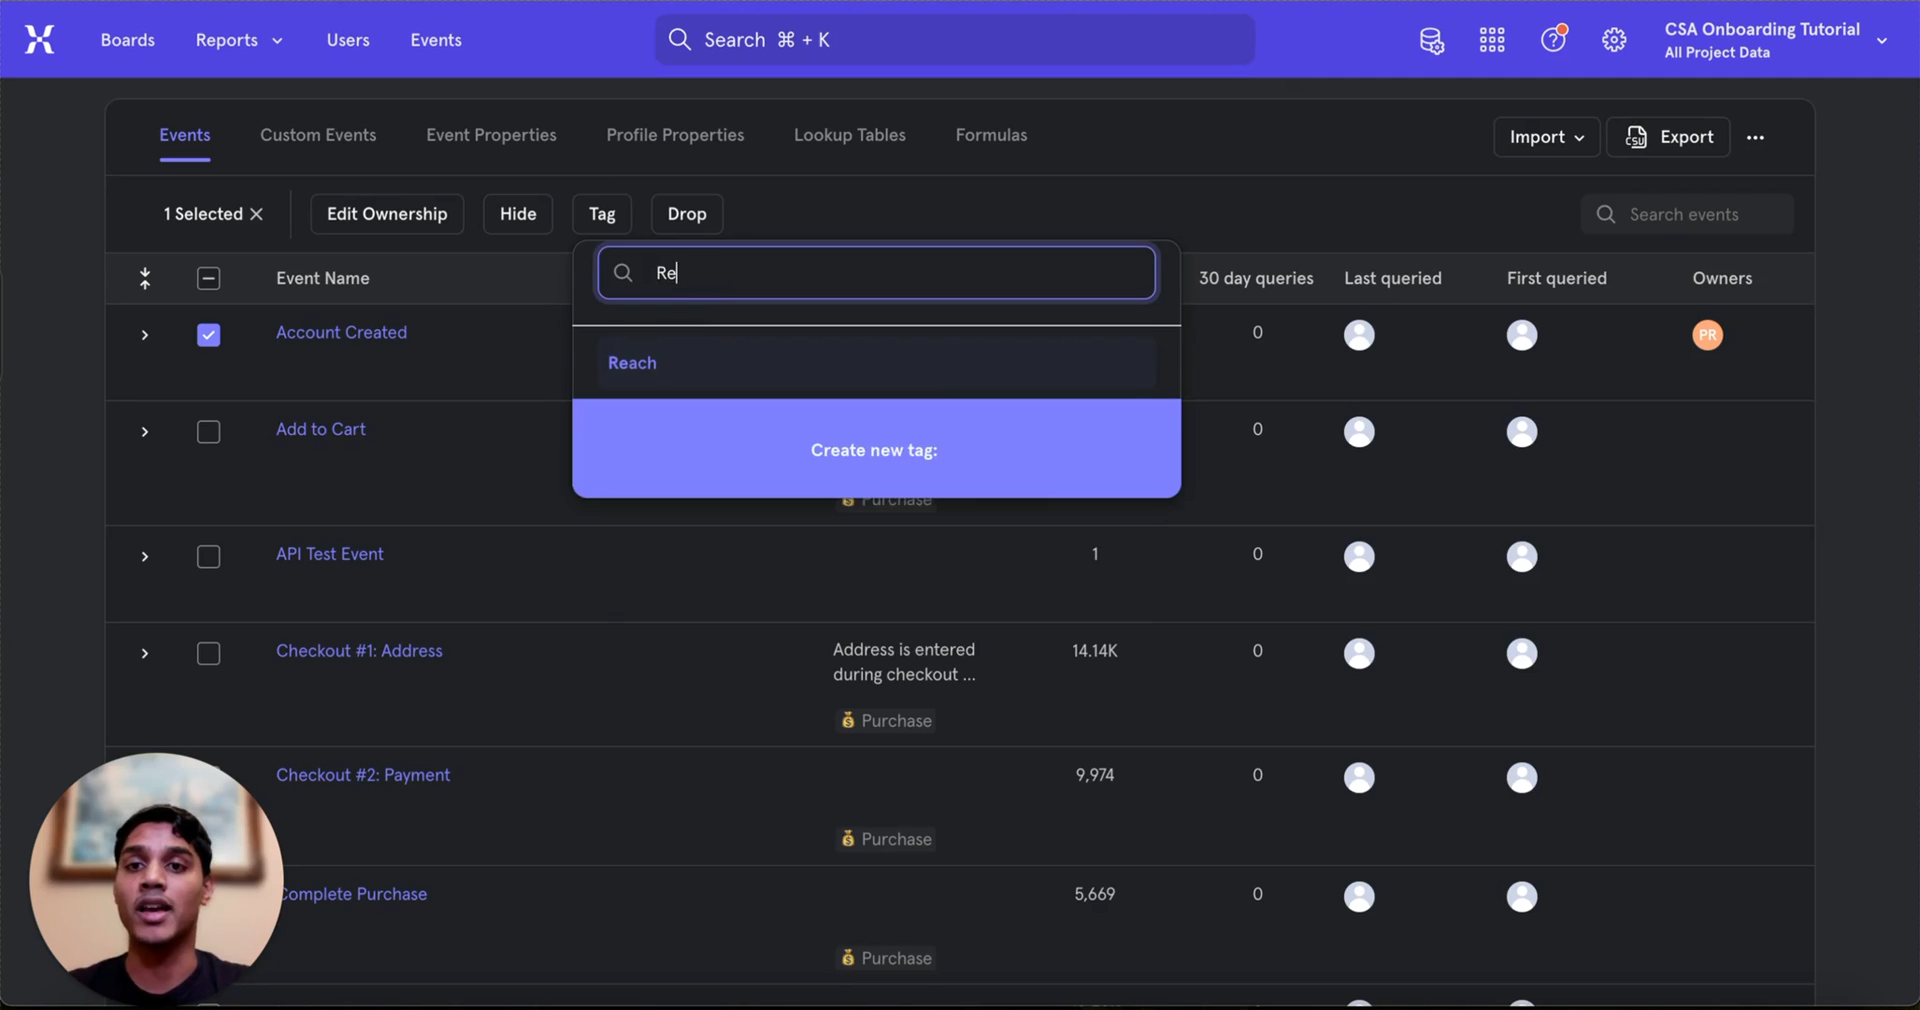 Boards
Reports
Users
Events
Search ⌘ + K
CSA Onboarding Tutorial
All Project Data
Events
Custom Events
Event Properties
Profile Properties
Lookup Tables
Formulas
Import
CSV
Export
1 Selected
Edit Ownership
Hide
Tag
Drop
Search events
Re
Event Name
30 day queries
Last queried
First queried
Owners
Account Created
0
PR
Reach
Create new tag:
Add to Cart
0
Purchase
API Test Event
1
0
Checkout #1: Address
Address is entered
during checkout ...
14.14K
0
Purchase
Checkout #2: Payment
9,974
0
Purchase
Complete Purchase
5,669
0
Purchase